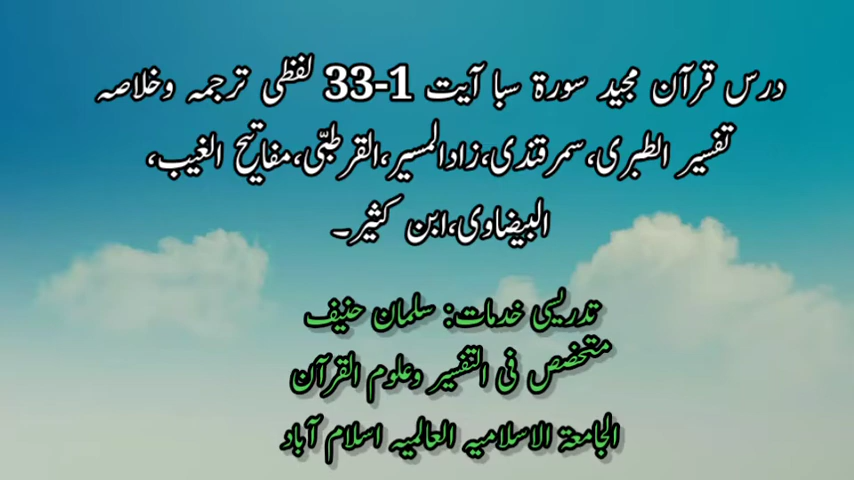 درس قرآن مجید سورۃ سبا آیت 1-33 لفظی ترجمہ وخلاصہ
تفسیر الطبری،سمرقندی،زادالمسیر،القرطبّی،مفاتیح الغیب،
البیضاوی،ابن کثیر۔
تدریسی خدمات: سلمان حنیف
متخصص فی التفسیر وعلوم القرآن
الجامعۃ الاسلامیہ العالمیہ اسلام آباد